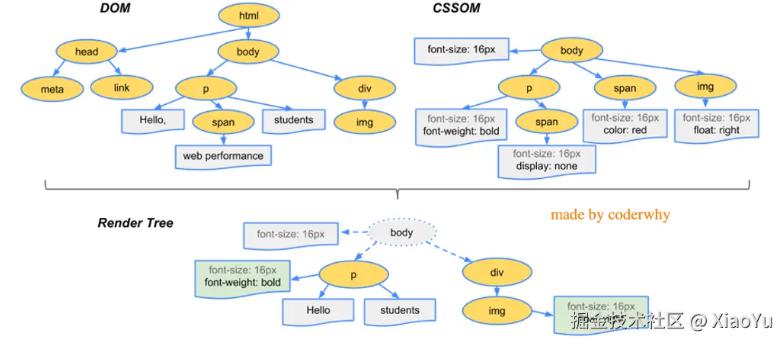 DOM
CSSOM
html
head
body
meta
link
p
div
Hello,
span
students
img
web performance
font-size: 16px
body
p
span
img
font-size: 16px
font-weight: bold
span
font-size: 16px
color: red
font-size: 16px
float: right
font-size: 16px
display: none
made by coderwhy
Render Tree
font-size: 16px
body
font-size: 16px
font-weight: bold
p
div
Hello
students
img
font-size: 16px
掘金技术社区 @ XiaoYu